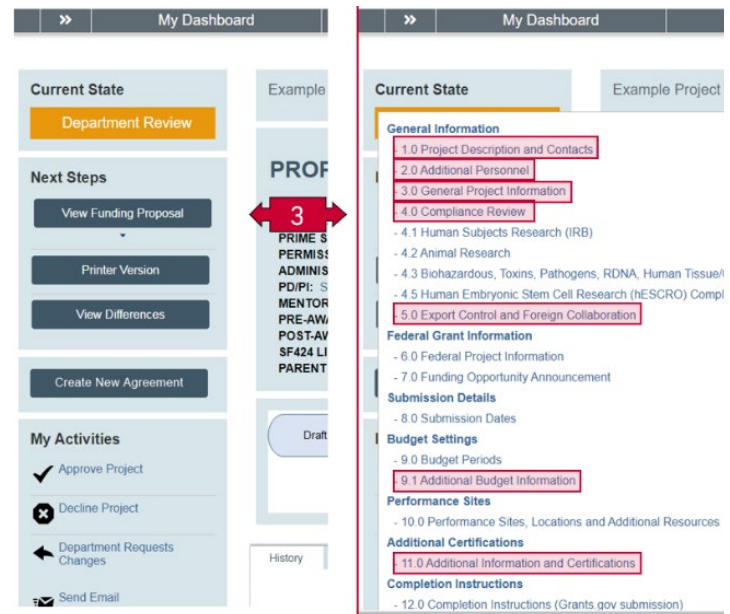 » My Dashboard
Current State
Department Review
Next Steps
View Funding Proposal
Printer Version
View Differences
Create New Agreement
My Activities
Approve Project
Decline Project
Department Requests
Changes
Send Email
Example
PROP
PRIME S
PERMISS
ADMINIS
PD/PI: S
MENTOR
PRE-AW
POST-AW
SF424 LI
PARENT
Draft
History
3
» My Dashboard
Current State
Example Project
General Information
- 1.0 Project Description and Contacts
- 2.0 Additional Personnel
- 3.0 General Project Information
- 4.0 Compliance Review
- 4.1 Human Subjects Research (IRB)
- 4.2 Animal Research
- 4.3 Biohazardous, Toxins, Pathogens, RDNA, Human Tissue/
- 4.5 Human Embryonic Stem Cell Research (hESCRO) Compl
- 5.0 Export Control and Foreign Collaboration
Federal Grant Information
- 6.0 Federal Project Information
- 7.0 Funding Opportunity Announcement
Submission Details
- 8.0 Submission Dates
Budget Settings
- 9.0 Budget Periods
- 9.1 Additional Budget Information
Performance Sites
- 10.0 Performance Sites, Locations and Additional Resources
Additional Certifications
- 11.0 Additional Information and Certifications
Completion Instructions
- 12.0 Completion Instructions (Grants.gov submission)